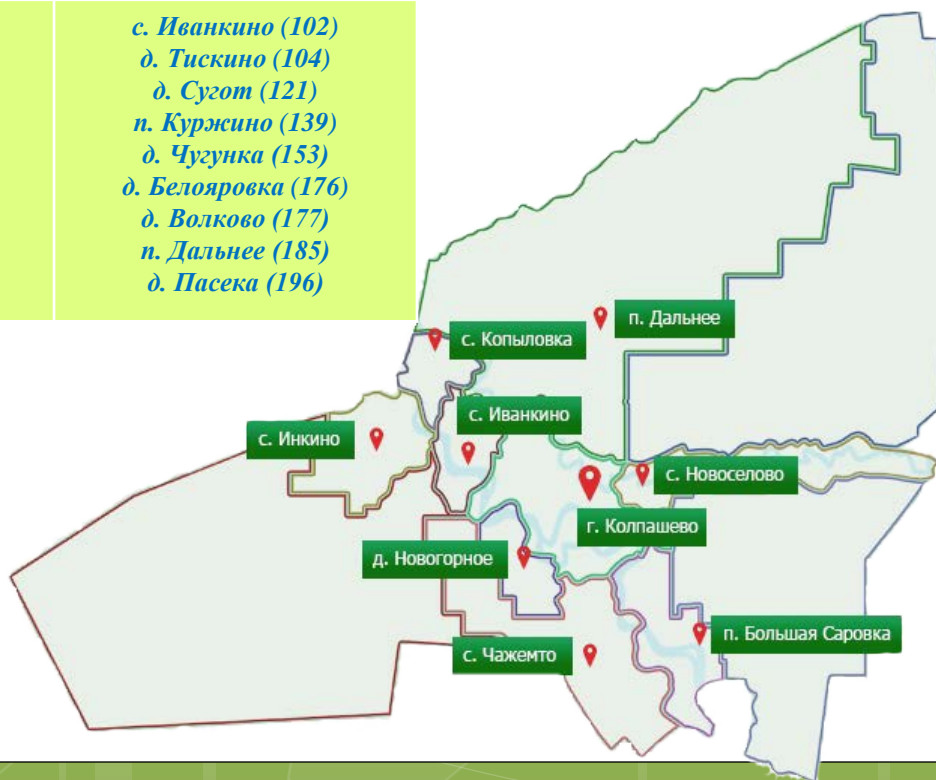 с. Иванкино (102)
д. Тискино (104)
д. Сугот (121)
п. Куржино (139)
д. Чугунка (153)
д. Белояровка (176)
д. Волково (177)
п. Дальнее (185)
д. Пасека (196)
п. Дальнее
с. Копыловка
с. Иванкино
с. Инкино
с. Новоселово
г. Колпашево
д. Новогорное
п. Большая Саровка
с. Чажемто